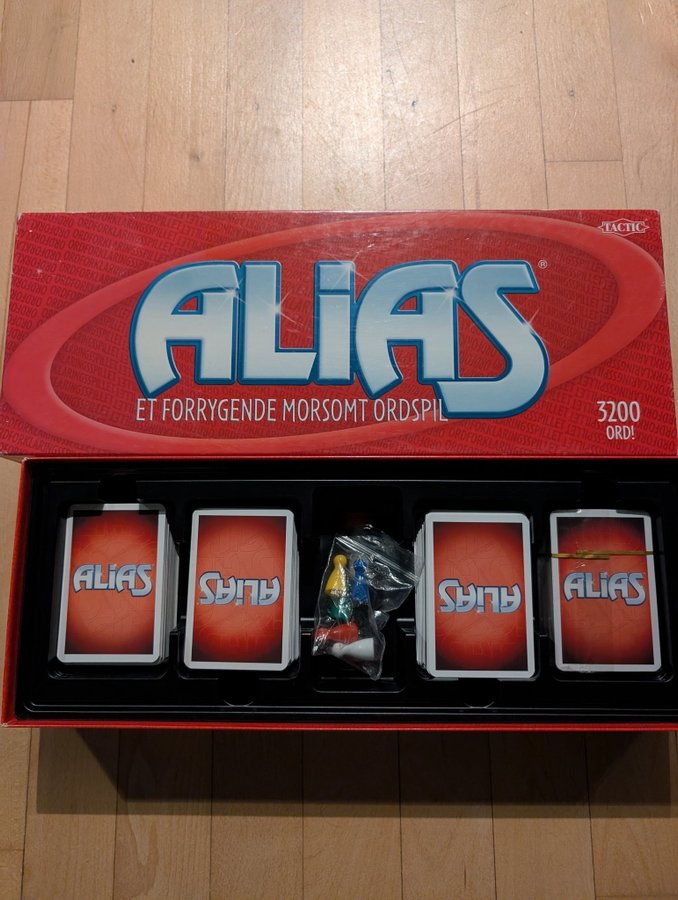 TACTIC
ALiAS®
ET FORRYGENDE MORSOMT ORDSPIL
3200
ORD!
ALiAS
ALiAS
ALiAS
ALiAS